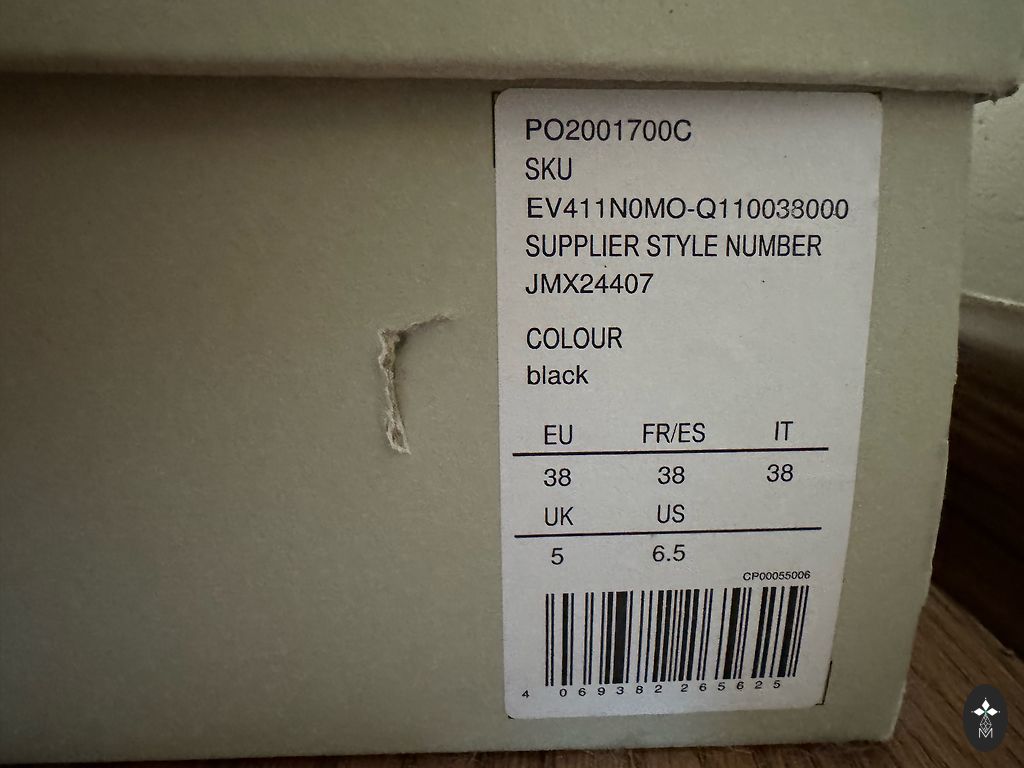 PO2001700C
SKU
EV411N0MO-Q110038000
SUPPLIER STYLE NUMBER
JMX24407
COLOUR
black
EU FR/ES IT
38 38 38
UK US
5 6.5
CP00055006
4 069382 265625
M